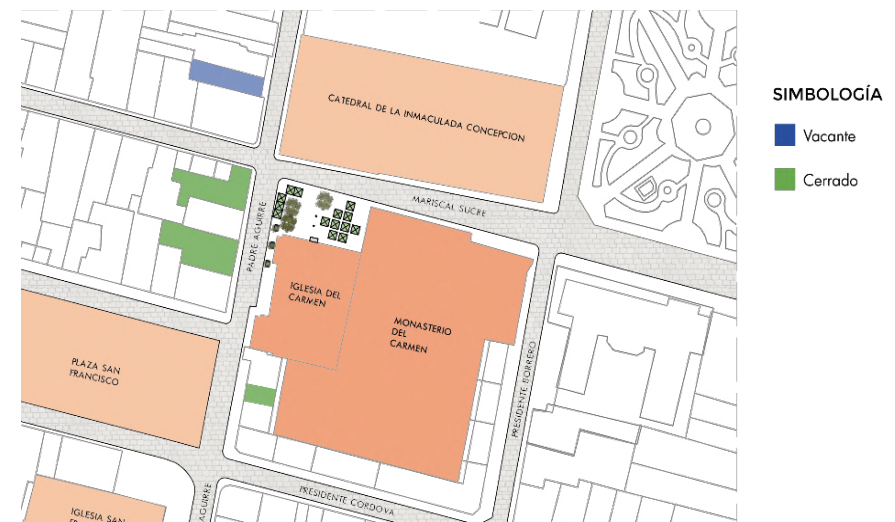 CATEDRAL DE LA INMACULADA CONCEPCION
SIMBOLOGÍA
Vacante
Cerrado
MARISCAL SUCRE
PADRE AGUIRRE
IGLESIA DEL
CARMEN
MONASTERIO
DEL
CARMEN
PLAZA SAN
FRANCISCO
PRESIDENTE BORRERO
PRESIDENTE CORDOVA
AGUIRRE
IGLESIA SAN